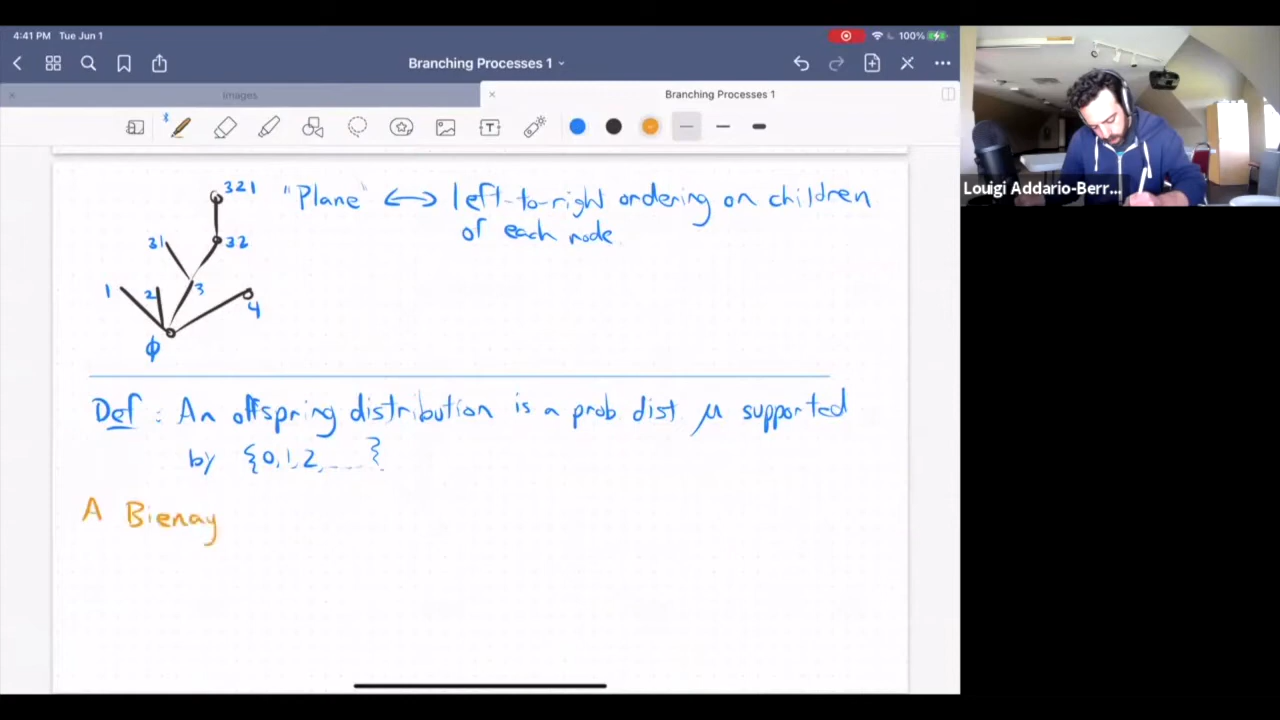 4:41 PM Tue Jun 1
100%
Branching Processes 1
Images
Branching Processes 1
Louigi Addario-Berr...
321
"Plane" ↔ left-to-right ordering on children
of each node.
31
32
1
2
3
4
ϕ
Def: An offspring distribution is a prob dist. μ supported
by {0,1,2,....}
A Bienay